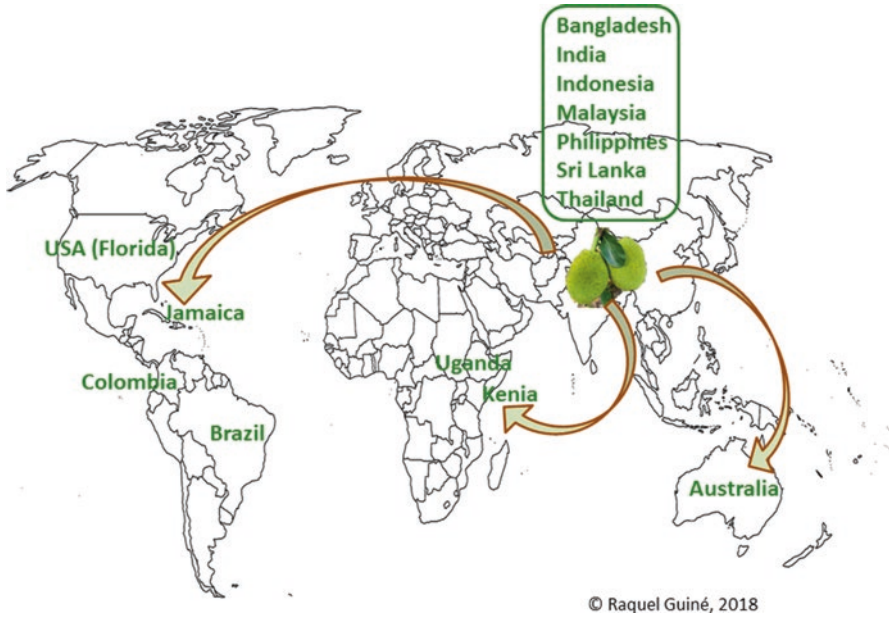 Bangladesh
India
Indonesia
Malaysia
Philippines
Sri Lanka
Thailand
USA (Florida)
Jamaica
Uganda
Colombia
Kenia
Brazil
Australia
© Raquel Guiné, 2018